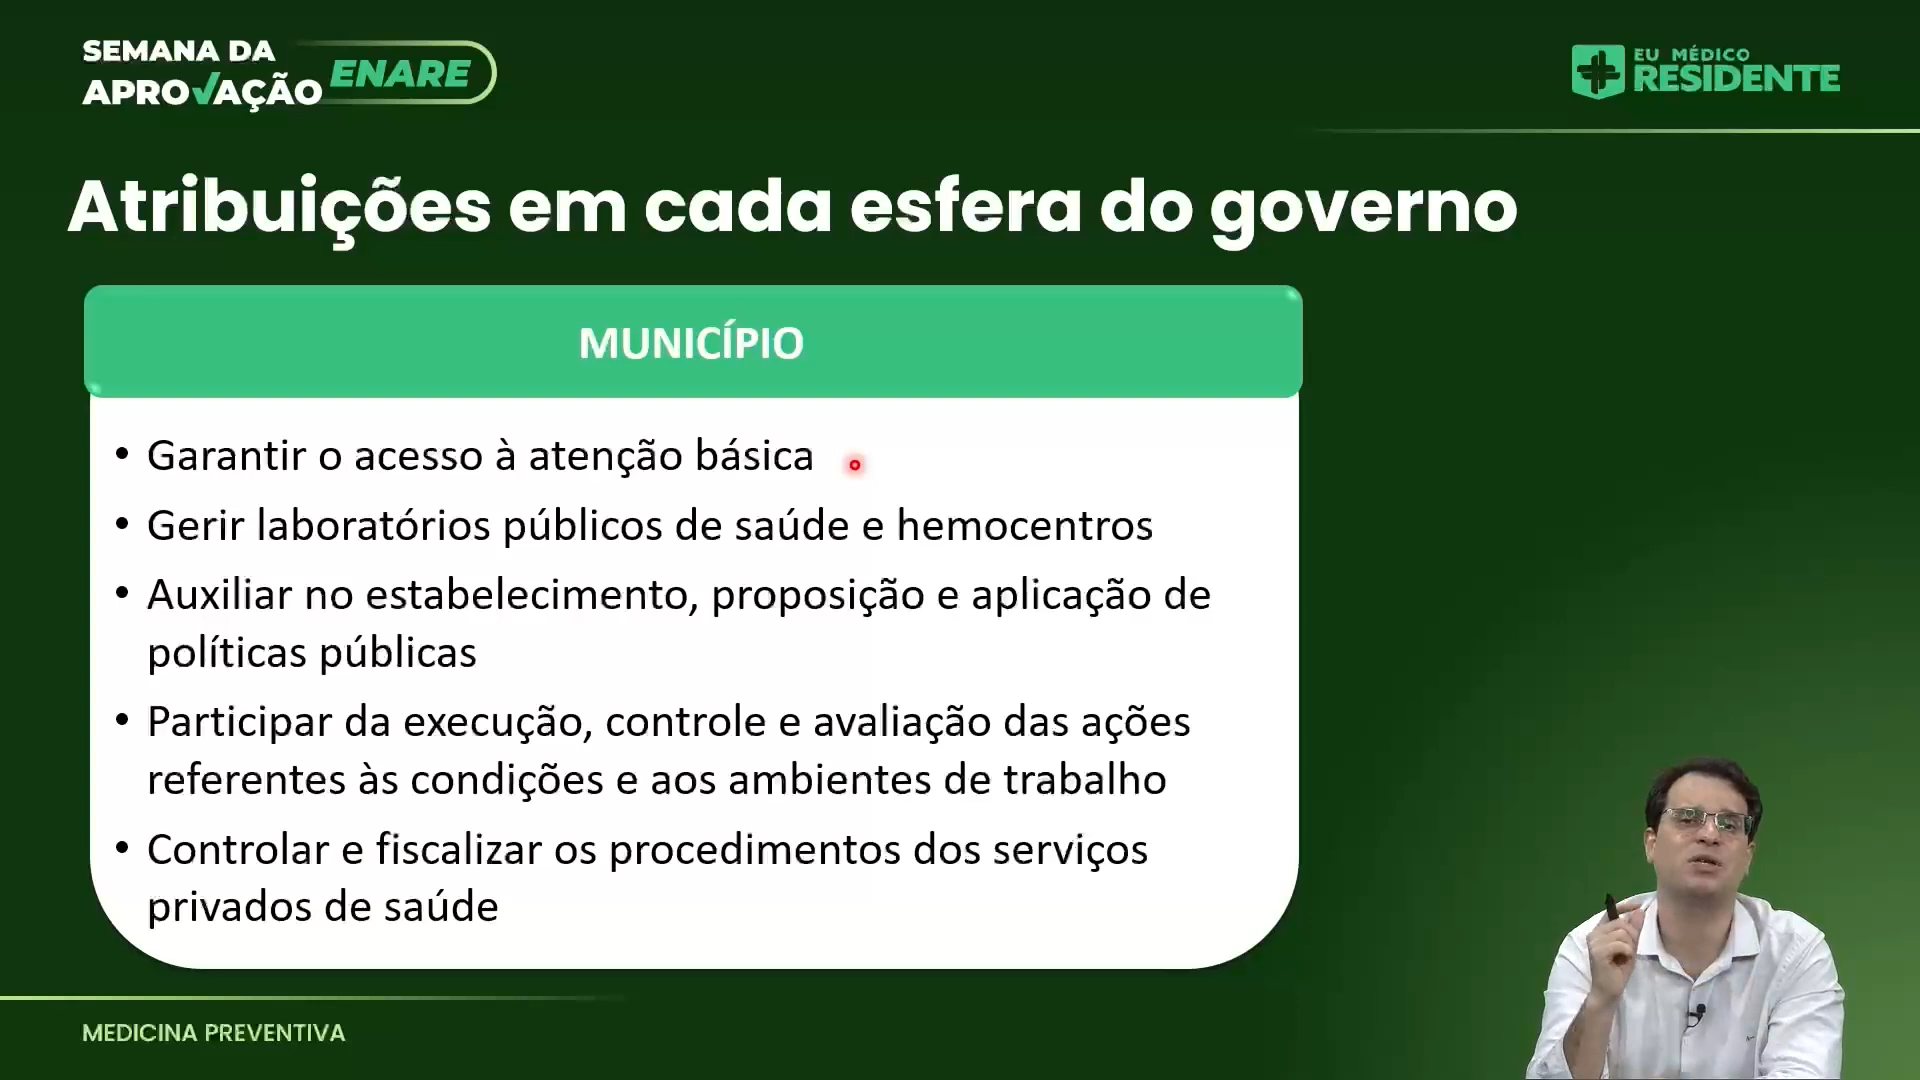 SEMANA DA
APROVAÇÃO ENARE
EU MÉDICO
RESIDENTE
Atribuições em cada esfera do governo
MUNICÍPIO
• Garantir o acesso à atenção básica
• Gerir laboratórios públicos de saúde e hemocentros
• Auxiliar no estabelecimento, proposição e aplicação de
políticas públicas
• Participar da execução, controle e avaliação das ações
referentes às condições e aos ambientes de trabalho
• Controlar e fiscalizar os procedimentos dos serviços
privados de saúde
MEDICINA PREVENTIVA